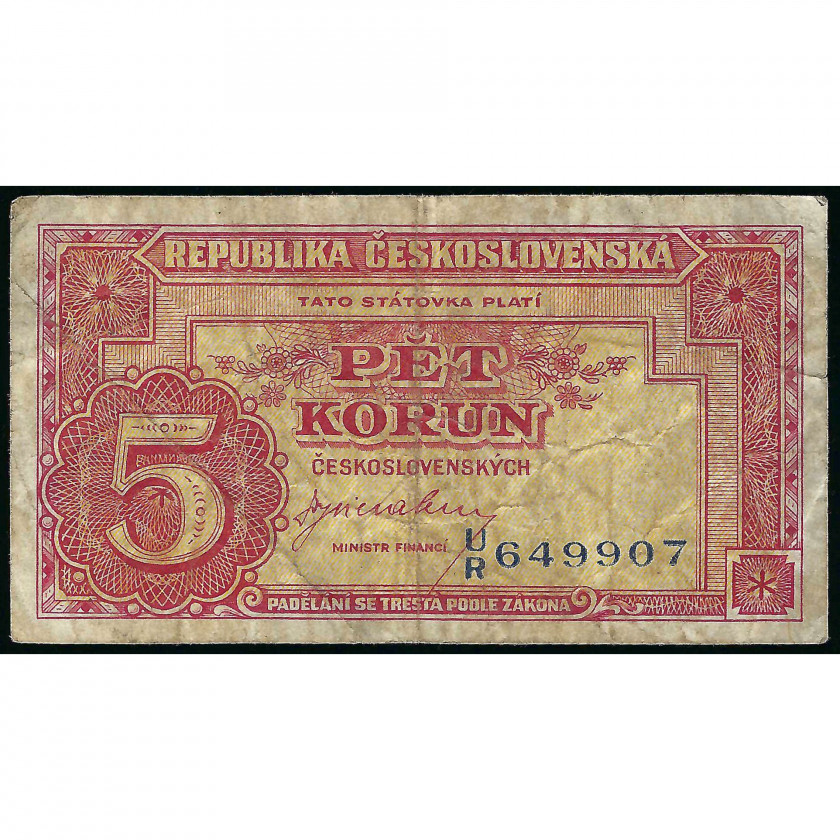 REPUBLIKA ČESKOSLOVENSKÁ
TATO STÁTOVKA PLATÍ
PĚT
KORUN
ČESKOSLOVENSKÝCH
5
MINISTR FINANCÍ
U
R 649907
PADĚLÁNÍ SE TRESTÁ PODLE ZÁKONA